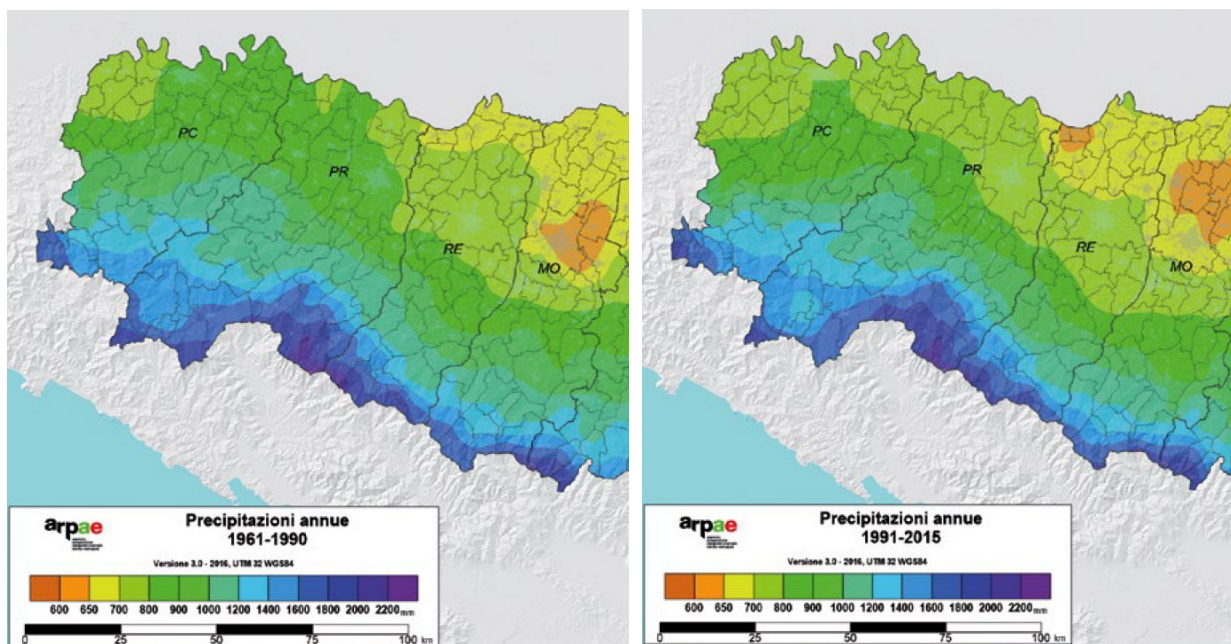 PC
PR
RE
MO
arpae
Precipitazioni annue
1961-1990
Versione 3.0 - 2016, UTM 32 WGS84
600 650 700 800 900 1000 1200 1400 1600 1800 2000 2200 mm
0 25 50 75 100 km
PC
PR
RE
MO
arpae
Precipitazioni annue
1991-2015
Versione 3.0 - 2016, UTM 32 WGS84
600 650 700 800 900 1000 1200 1400 1600 1800 2000 2200 mm
0 25 50 75 100 km